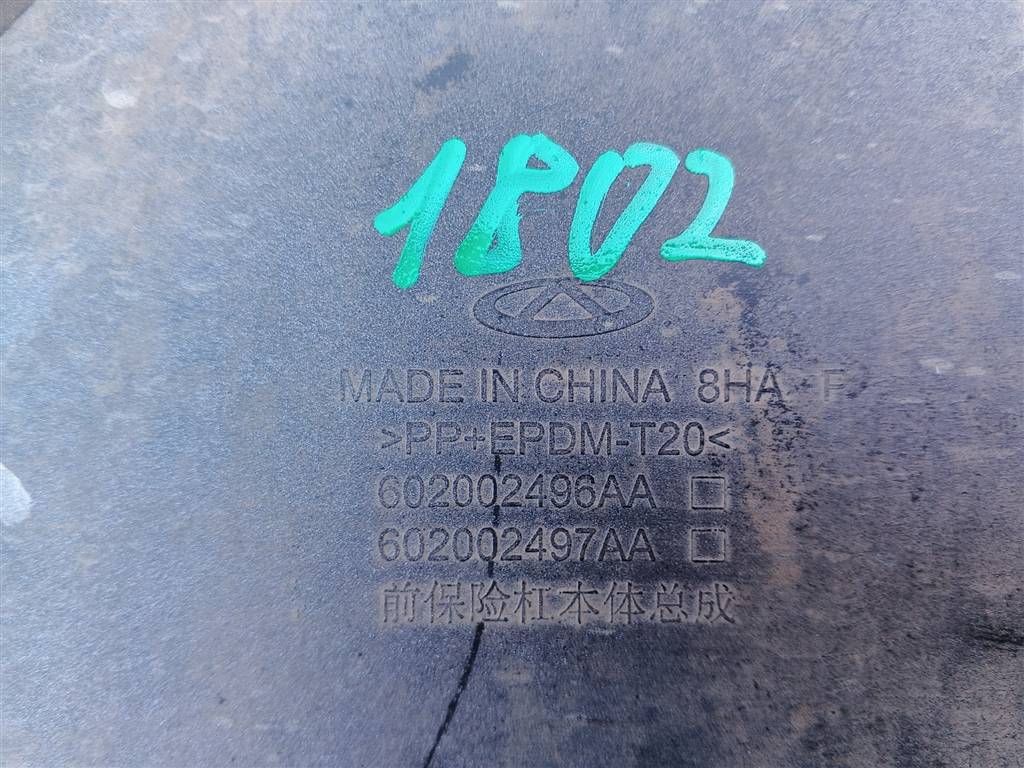 1802
MADE IN CHINA 8HA F
>PP+EPDM-T20<
602002496AA □
602002497AA □
前保险杠本体总成